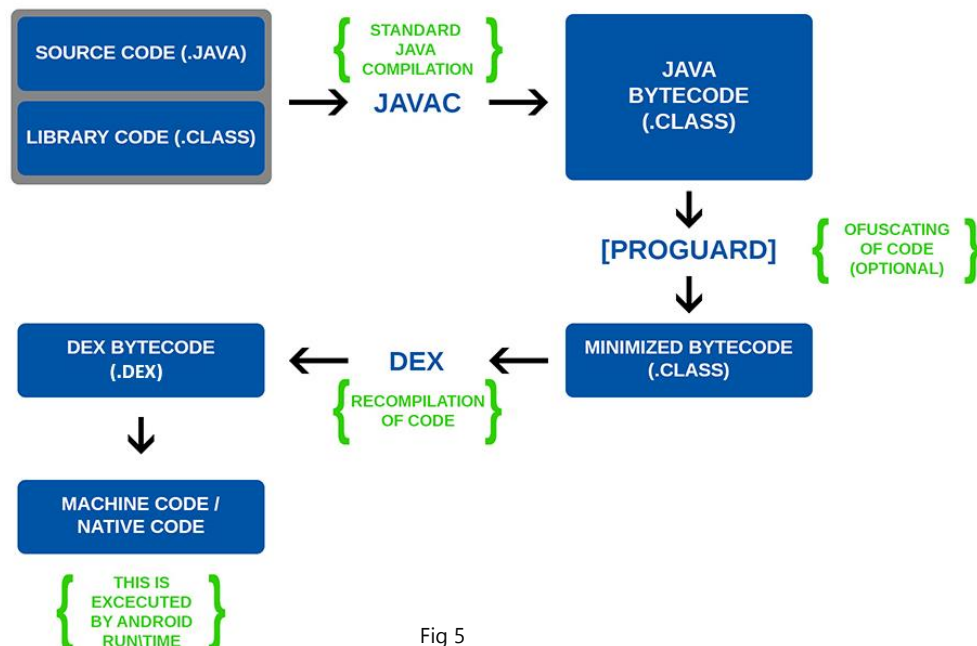 SOURCE CODE (.JAVA)
LIBRARY CODE (.CLASS)
STANDARD
JAVA
COMPILATION
JAVAC
JAVA
BYTECODE
(.CLASS)
[PROGUARD]
OFUSCATING
OF CODE
(OPTIONAL)
MINIMIZED BYTECODE
(.CLASS)
DEX
RECOMPILATION
OF CODE
DEX BYTECODE
(.DEX)
MACHINE CODE /
NATIVE CODE
THIS IS
EXCECUTED
BY ANDROID
RUN\TIME
Fig 5